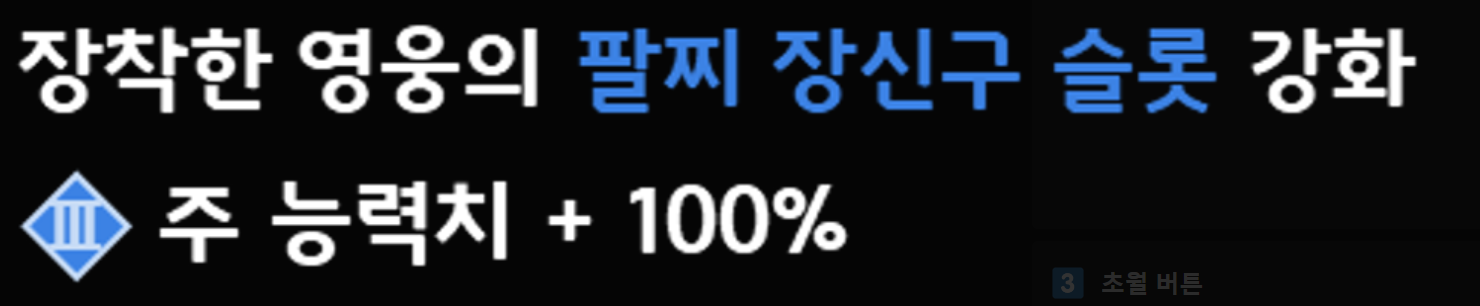 장착한 영웅의 팔찌 장신구 슬롯 강화
Ⅲ 주 능력치 + 100%
3 초월 버튼